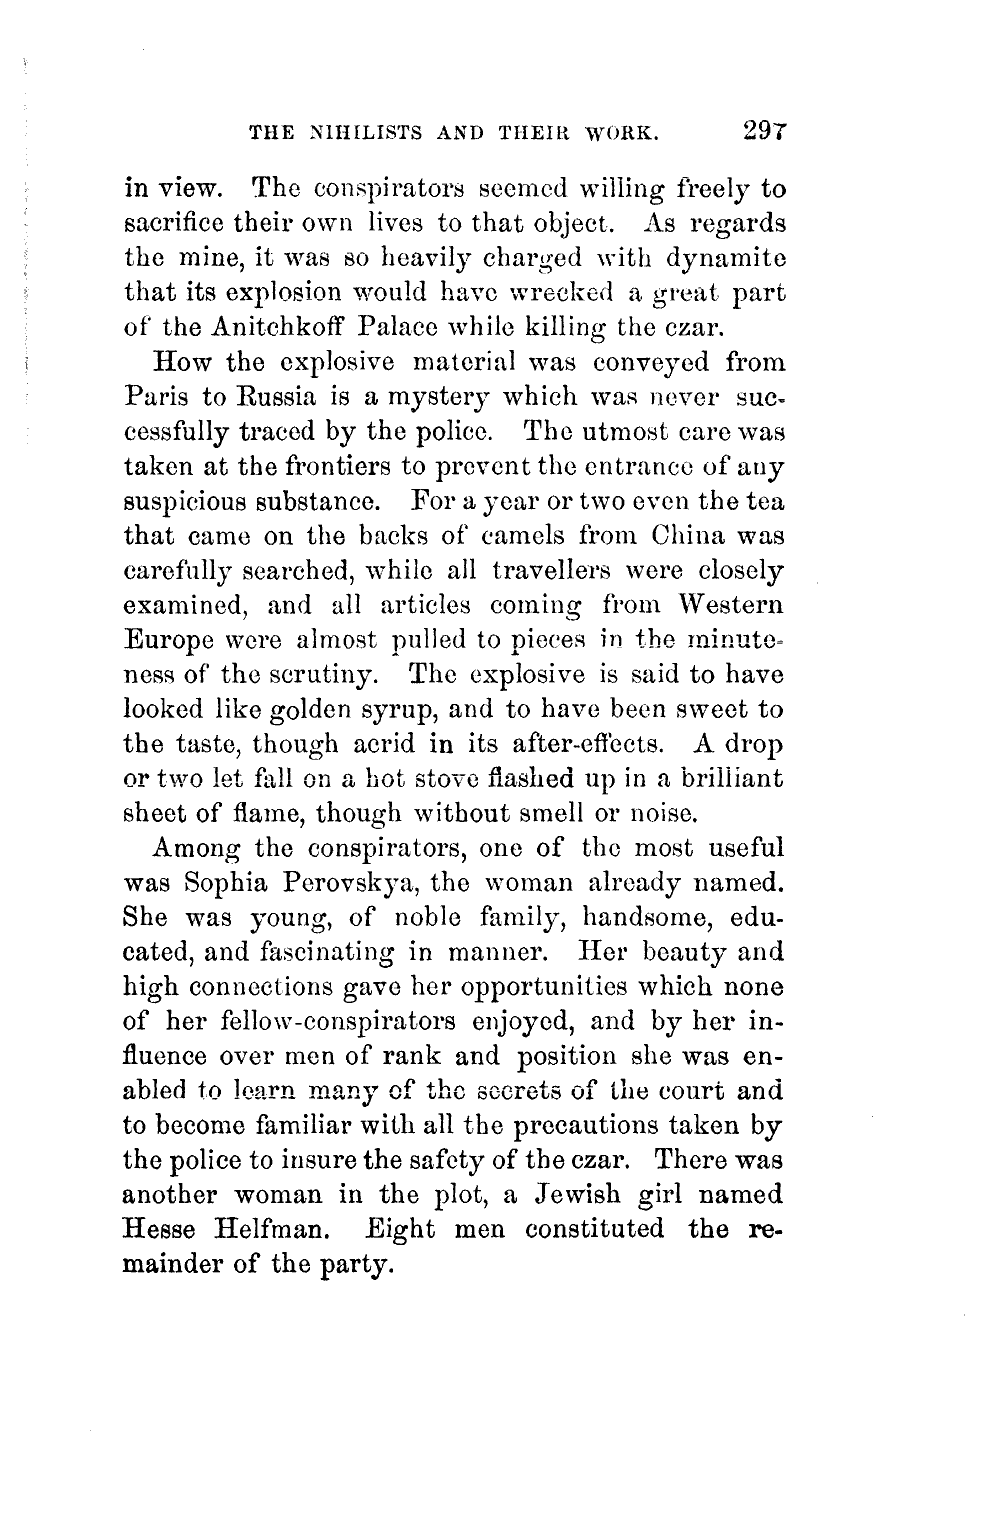 THE NIHILISTS AND THEIR WORK. 297
in view. The conspirators seemed willing freely to
sacrifice their own lives to that object. As regards
the mine, it was so heavily charged with dynamite
that its explosion would have wrecked a great part
of the Anitchkoff Palace while killing the czar.
How the explosive material was conveyed from
Paris to Russia is a mystery which was never suc-
cessfully traced by the police. The utmost care was
taken at the frontiers to prevent the entrance of any
suspicious substance. For a year or two even the tea
that came on the backs of camels from China was
carefully searched, while all travellers were closely
examined, and all articles coming from Western
Europe were almost pulled to pieces in the minute-
ness of the scrutiny. The explosive is said to have
looked like golden syrup, and to have been sweet to
the taste, though acrid in its after-effects. A drop
or two let fall on a hot stove flashed up in a brilliant
sheet of flame, though without smell or noise.
Among the conspirators, one of the most useful
was Sophia Perovskya, the woman already named.
She was young, of noble family, handsome, edu-
cated, and fascinating in manner. Her beauty and
high connections gave her opportunities which none
of her fellow-conspirators enjoyed, and by her in-
fluence over men of rank and position she was en-
abled to learn many of the secrets of the court and
to become familiar with all the precautions taken by
the police to insure the safety of the czar. There was
another woman in the plot, a Jewish girl named
Hesse Helfman. Eight men constituted the re-
mainder of the party.